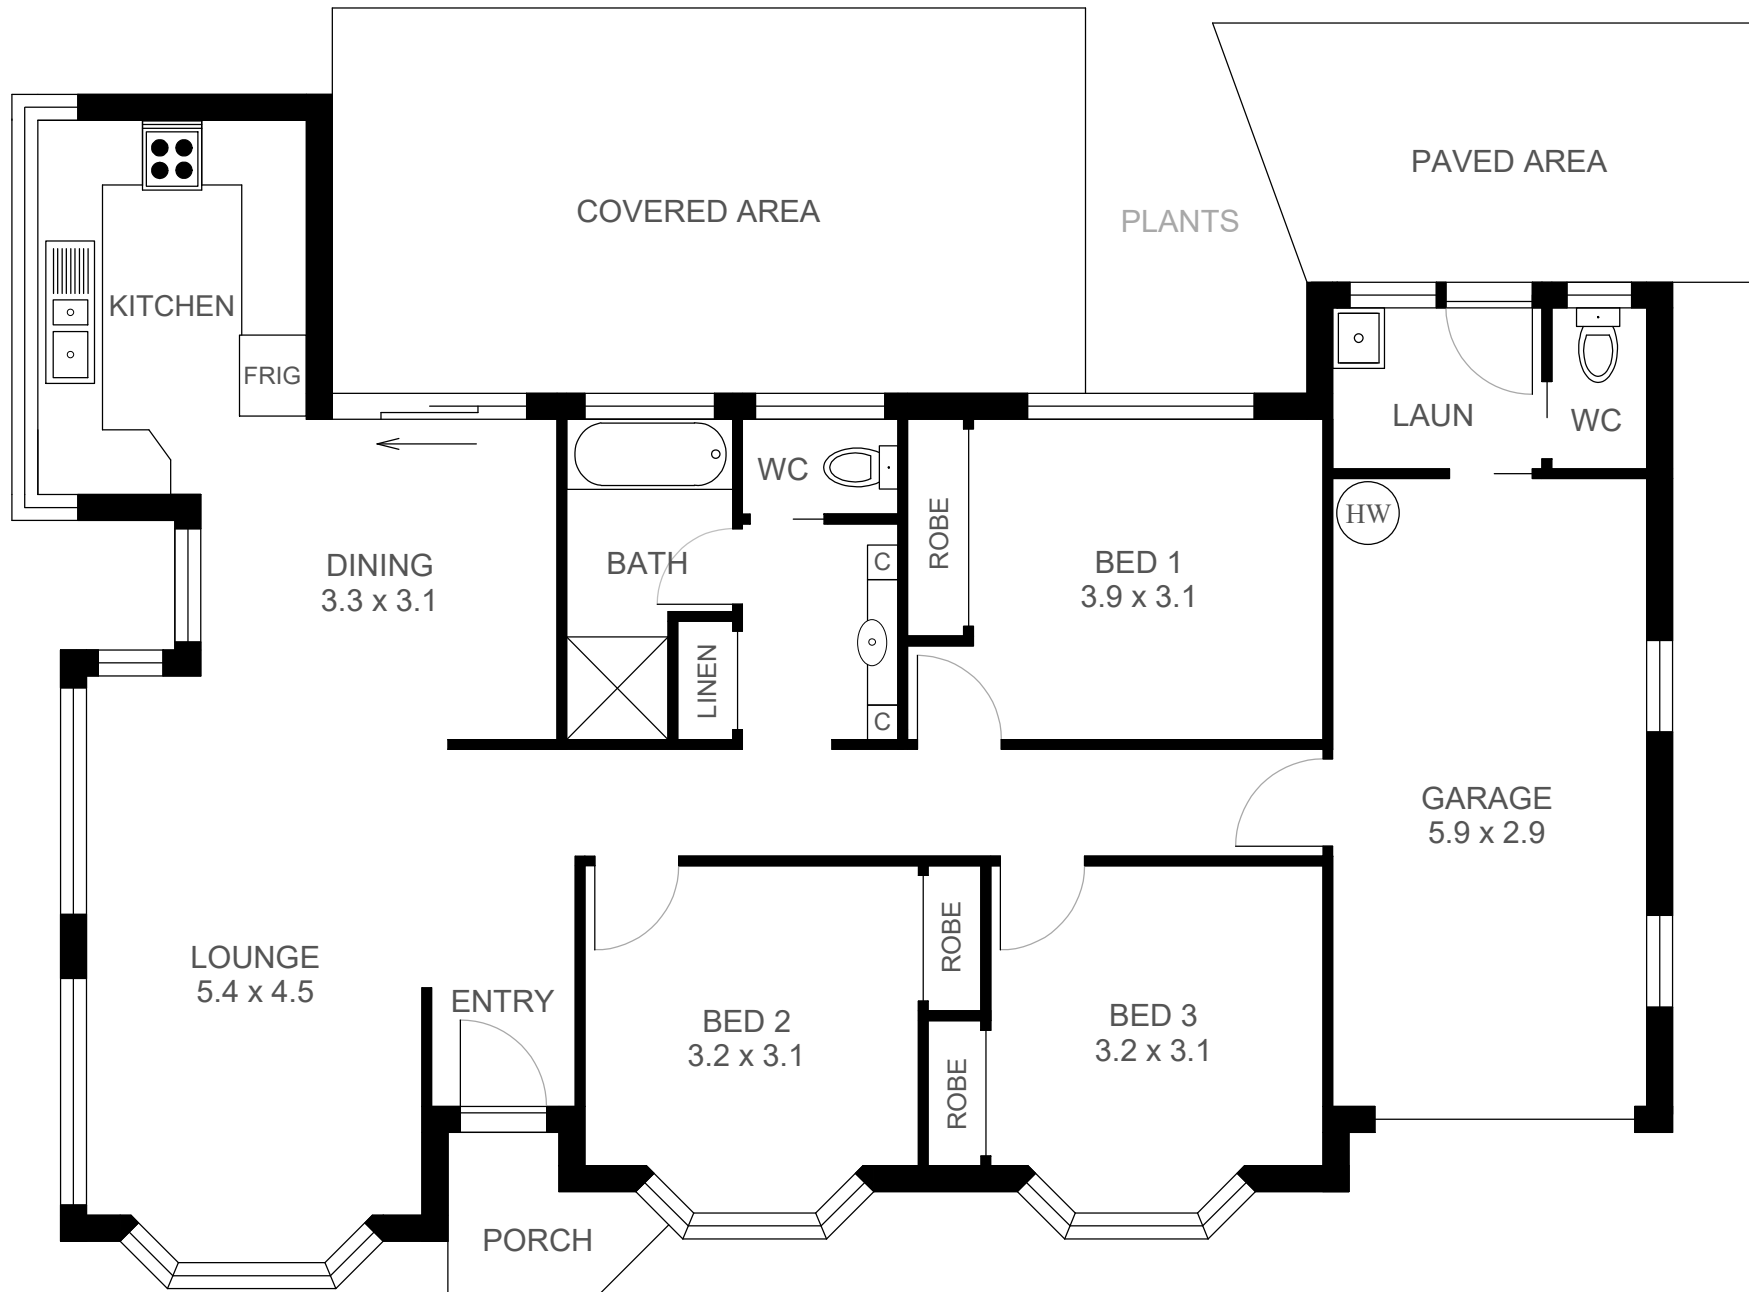 COVERED AREA
PLANTS
PAVED AREA
KITCHEN
FRIG
LAUN
WC
WC
HW
DINING
3.3 x 3.1
BATH
LINEN
C
C
ROBE
BED 1
3.9 x 3.1
GARAGE
5.9 x 2.9
LOUNGE
5.4 x 4.5
ENTRY
BED 2
3.2 x 3.1
ROBE
ROBE
BED 3
3.2 x 3.1
PORCH